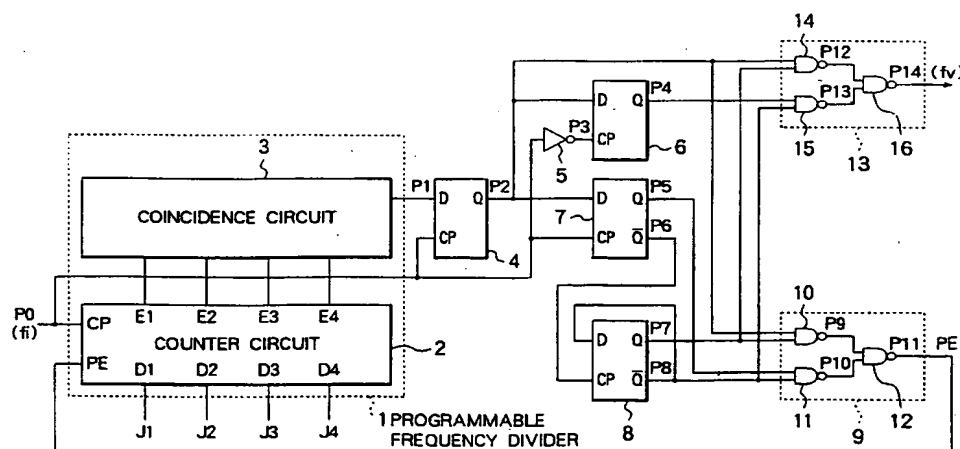 14
P12
P14 (fv)
P4
D Q
P13
3
P3
CP
5
6
15
16
13
P1
P2
COINCIDENCE CIRCUIT
D Q
D Q
P5
7
P6
CP
CP Q̅
4
10
P0
(fi)
E1 E2 E3 E4
CP
COUNTER CIRCUIT
2
P9
P11
PE
D Q
P7
PE
D1 D2 D3 D4
P10
CP Q̅
P8
11
12
J1 J2 J3 J4
1 PROGRAMMABLE
FREQUENCY DIVIDER
8
9